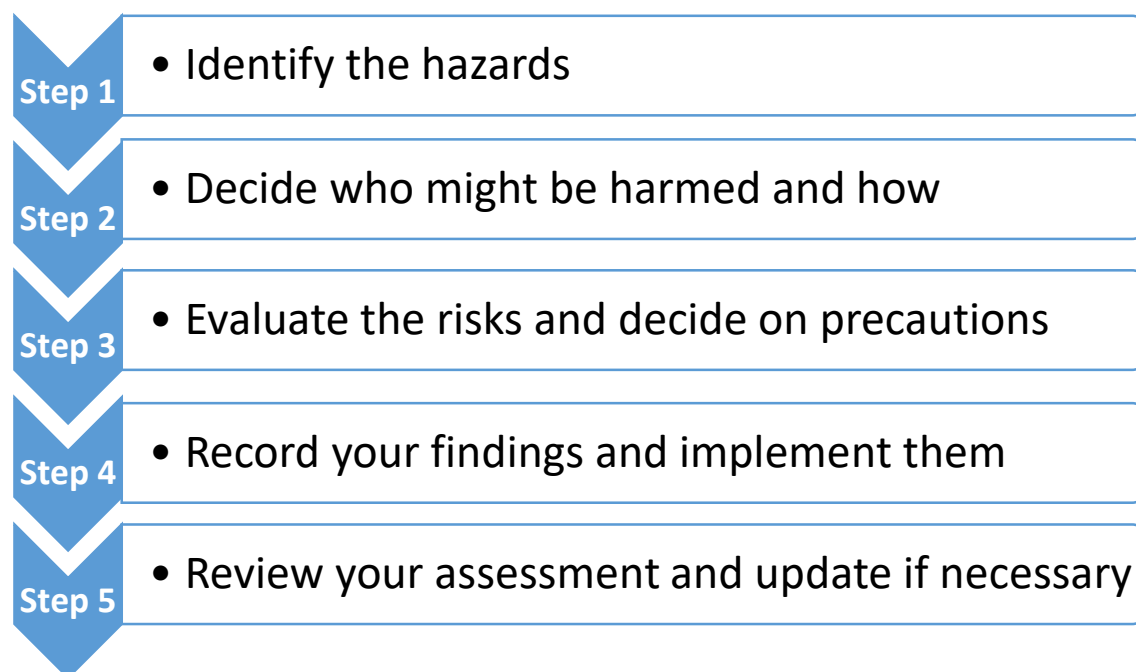 Step 1
• Identify the hazards
Step 2
• Decide who might be harmed and how
Step 3
• Evaluate the risks and decide on precautions
Step 4
• Record your findings and implement them
Step 5
• Review your assessment and update if necessary